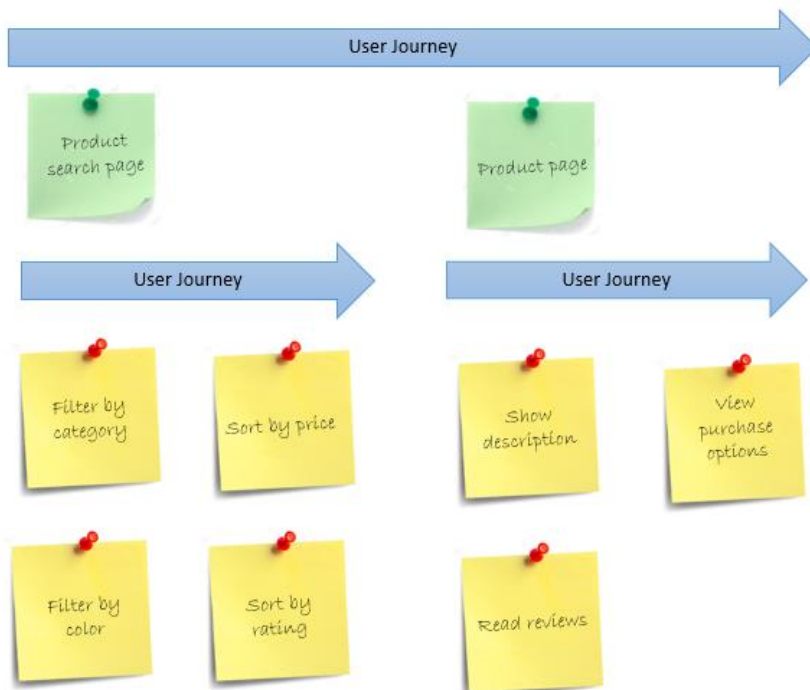 User Journey
Product
search page
Product page
User Journey
User Journey
Filter by
category
Sort by price
Show
description
View
purchase
options
Filter by
color
Sort by
rating
Read reviews